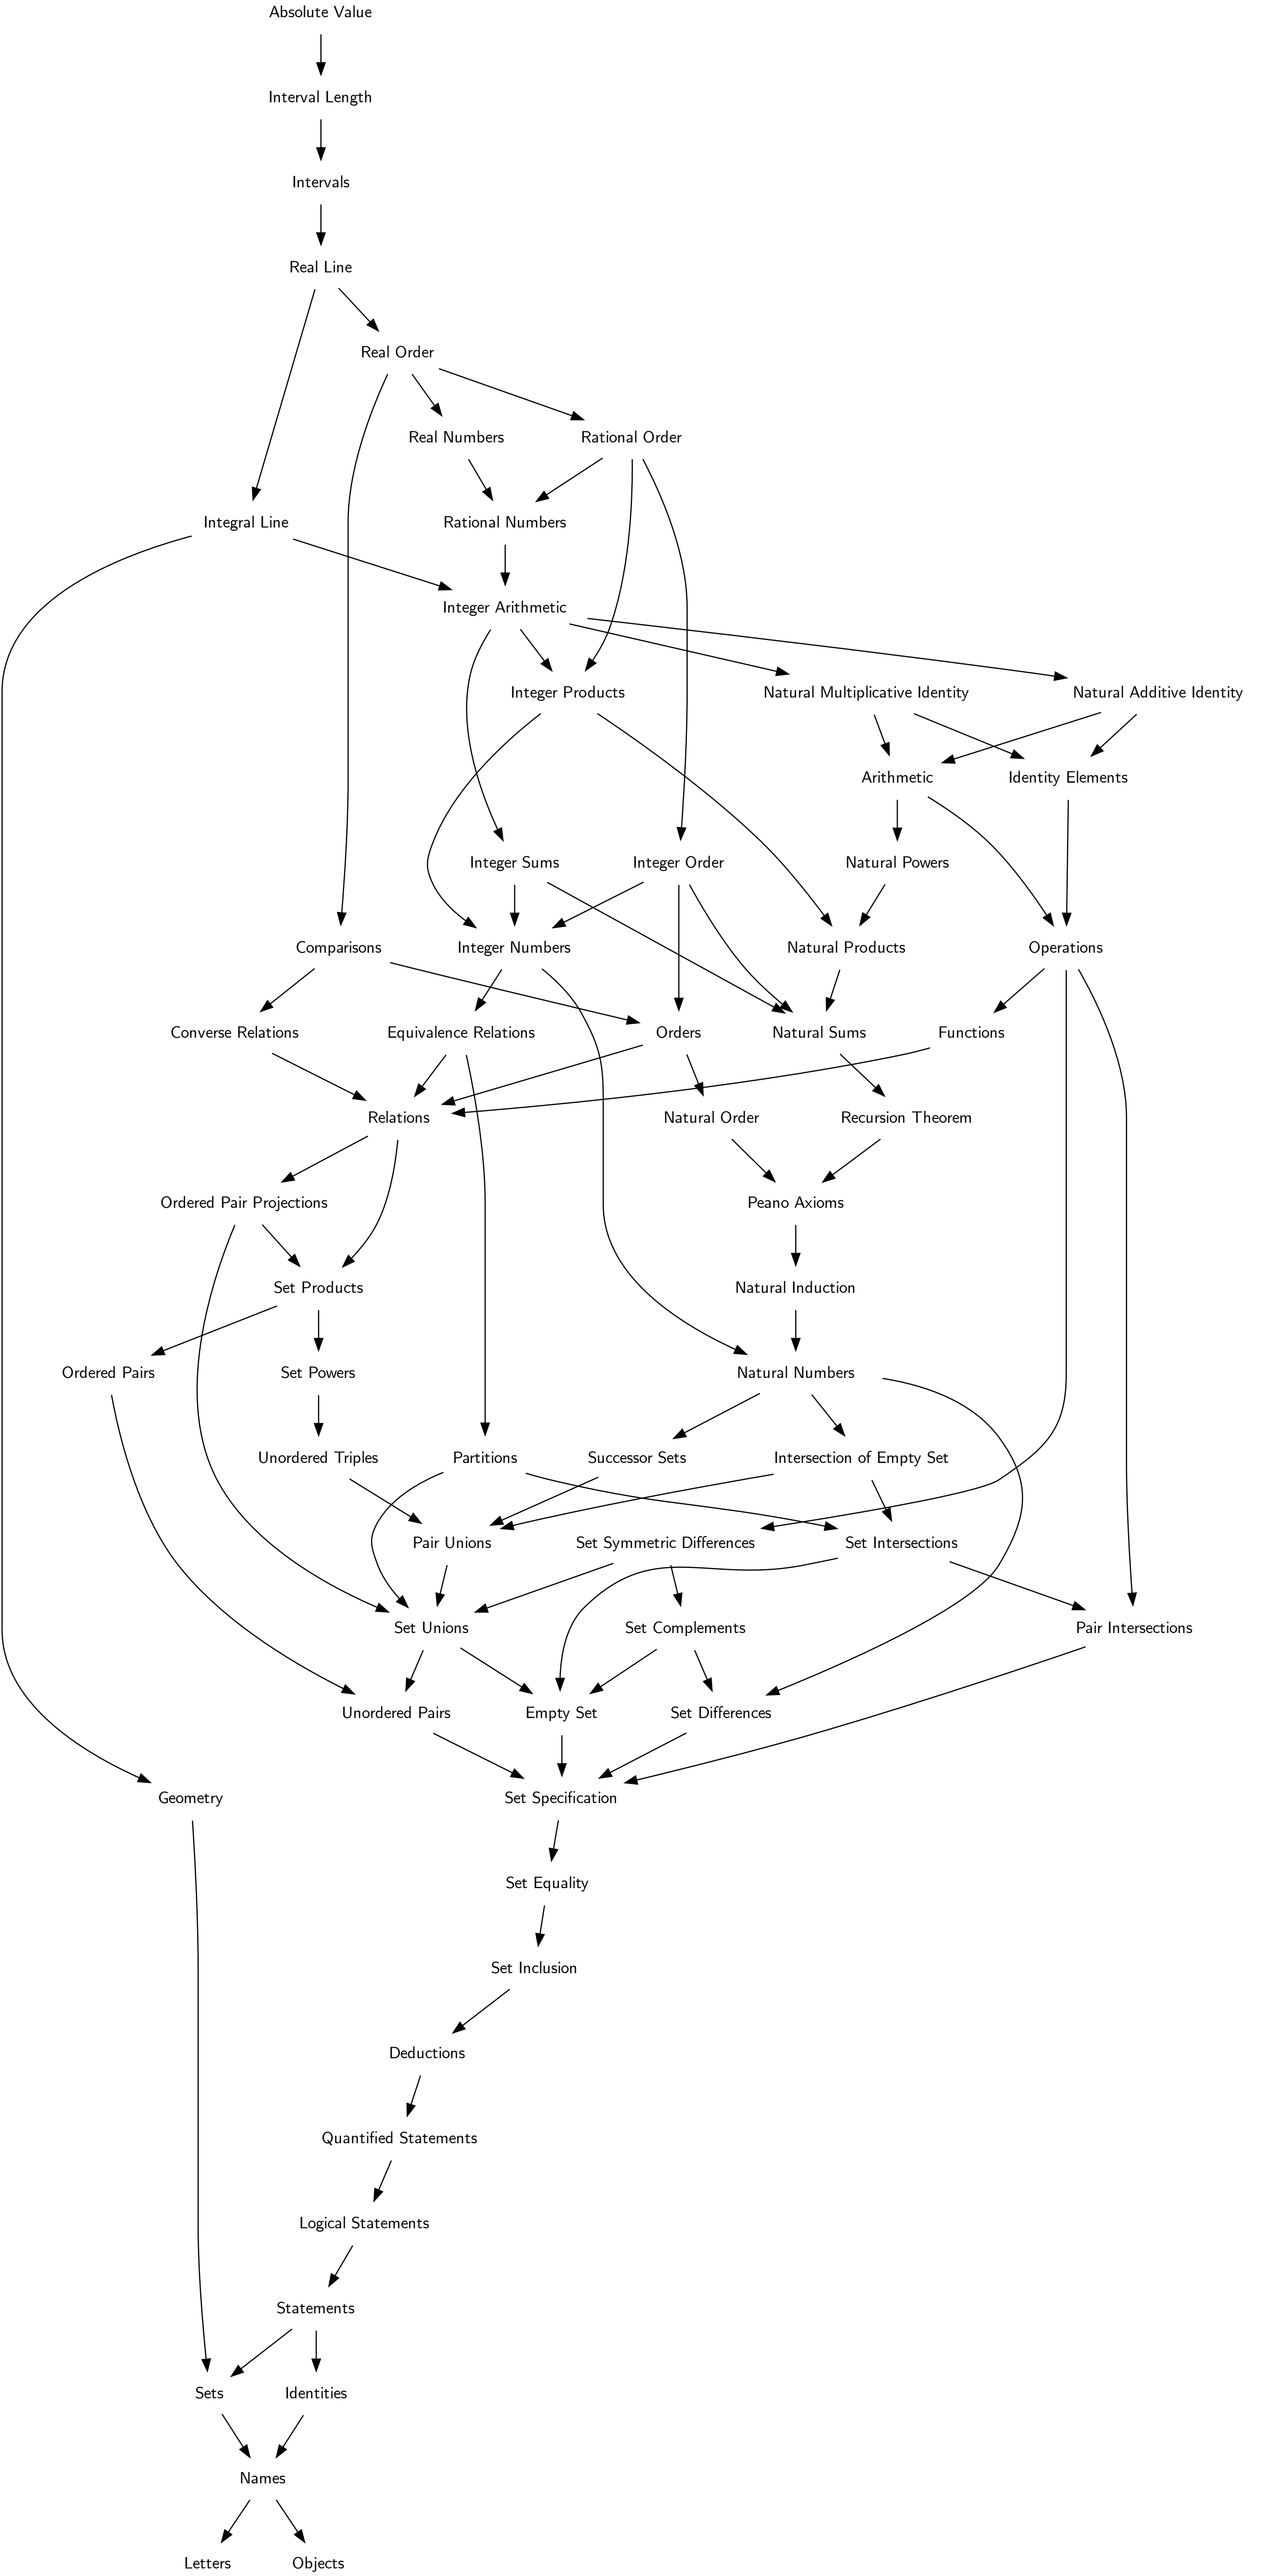 Absolute Value
Interval Length
Intervals
Real Line
Real Order
Real Numbers
Rational Order
Integral Line
Rational Numbers
Integer Arithmetic
Integer Products
Natural Multiplicative Identity
Natural Additive Identity
Arithmetic
Identity Elements
Integer Sums
Integer Order
Natural Powers
Comparisons
Integer Numbers
Natural Products
Operations
Converse Relations
Equivalence Relations
Orders
Natural Sums
Functions
Relations
Natural Order
Recursion Theorem
Ordered Pair Projections
Peano Axioms
Set Products
Natural Induction
Ordered Pairs
Set Powers
Natural Numbers
Unordered Triples
Partitions
Successor Sets
Intersection of Empty Set
Pair Unions
Set Symmetric Differences
Set Intersections
Set Unions
Set Complements
Pair Intersections
Unordered Pairs
Empty Set
Set Differences
Geometry
Set Specification
Set Equality
Set Inclusion
Deductions
Quantified Statements
Logical Statements
Statements
Sets
Identities
Names
Letters
Objects